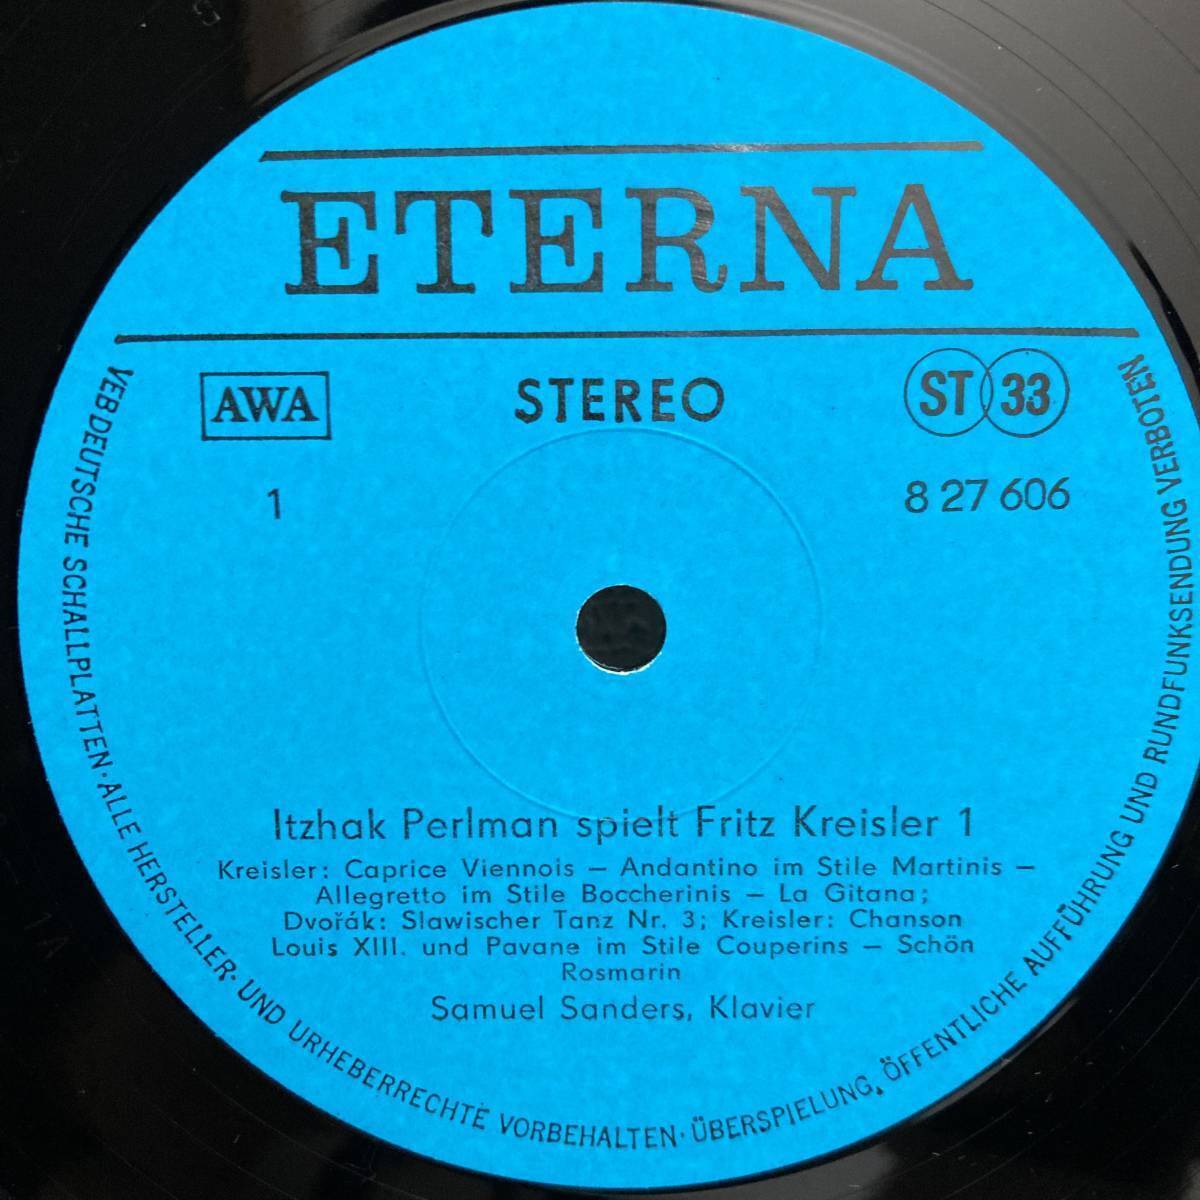 ETERNA
AWA
STEREO
ST 33
1
8 27 606
Itzhak Perlman spielt Fritz Kreisler 1
Kreisler: Caprice Viennois – Andantino im Stile Martinis –
Allegretto im Stile Boccherinis – La Gitana;
Dvořák: Slawischer Tanz Nr. 3; Kreisler: Chanson
Louis XIII. und Pavane im Stile Couperins – Schön
Rosmarin
Samuel Sanders, Klavier
VEB DEUTSCHE SCHALLPLATTEN · ALLE HERSTELLER- UND URHEBERRECHTE VORBEHALTEN · ÜBERSPIELUNG, ÖFFENTLICHE AUFFÜHRUNG UND RUNDFUNKSENDUNG VERBOTEN